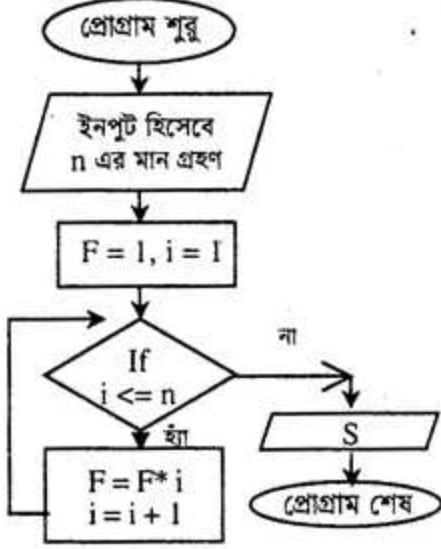 প্রোগ্রাম শুরু
ইনপুট হিসেবে
n এর মান গ্রহণ
F = 1, i = 1
If
i <= n
না
হ্যাঁ
S
F = F* i
i = i + 1
প্রোগ্রাম শেষ